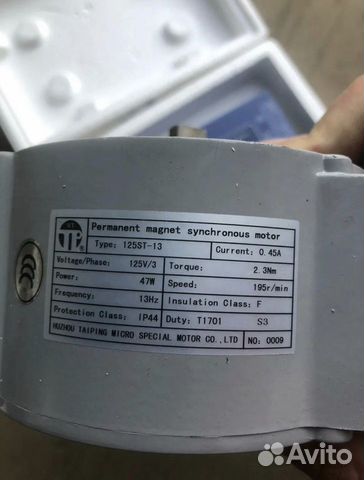 Permanent magnet synchronous motor
Type: 125ST-13 Current: 0.45A
Voltage/Phase: 125V/3 Torque: 2.3Nm
Power: 47W Speed: 195r/min
Frequency: 13Hz Insulation Class: F
Protection Class: IP44 Duty: T1701 S3
HUZHOU TAIPING MICRO SPECIAL MOTOR CO.,LTD NO: 0009
Avito